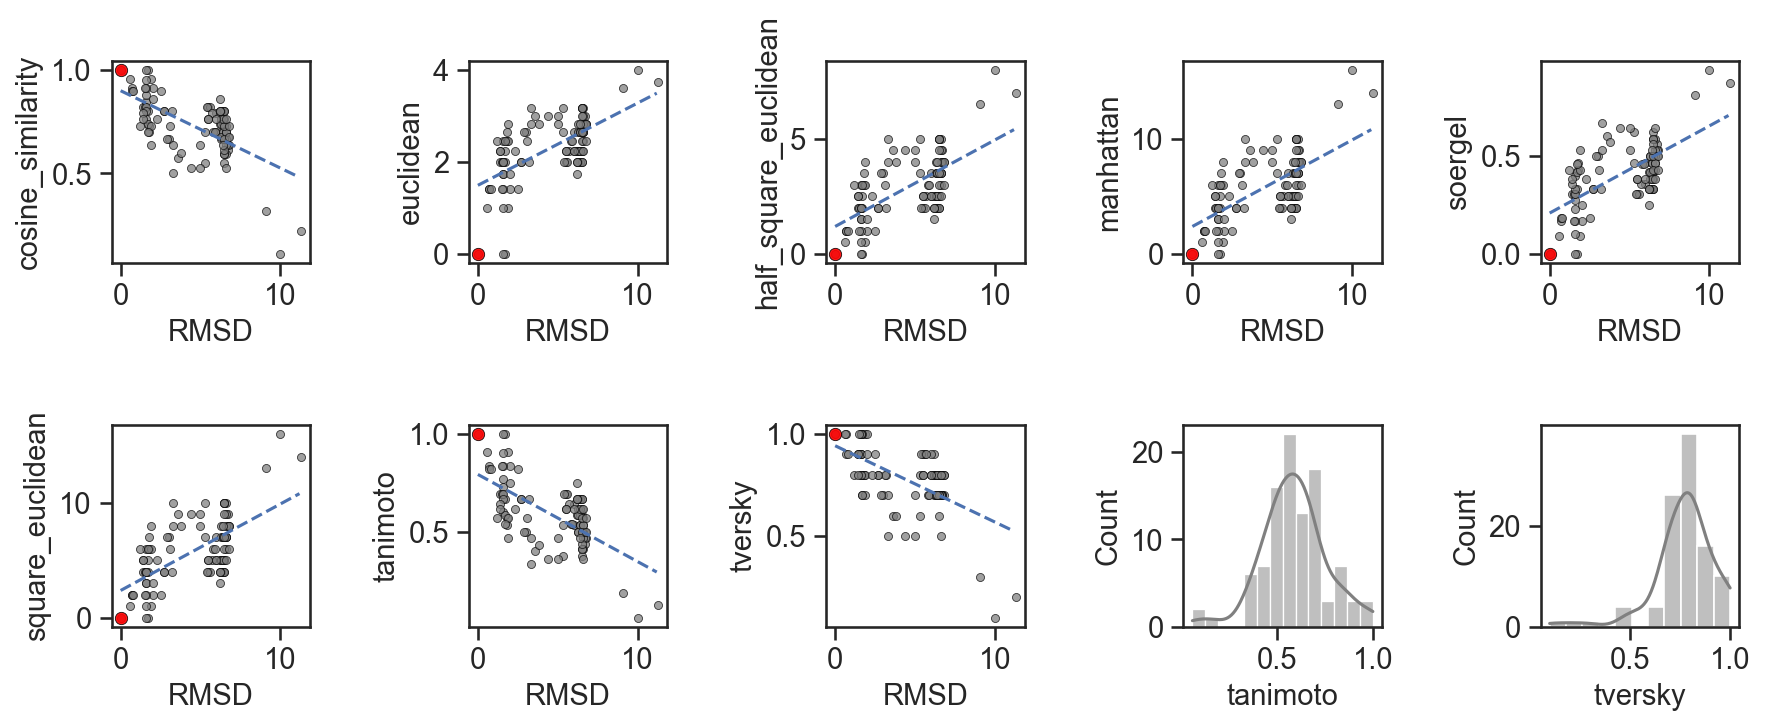 cosine_similarity
1.0
0.5
0
10
RMSD
euclidean
4
2
0
0
10
RMSD
half_square_euclidean
5
0
0
10
RMSD
manhattan
10
0
0
10
RMSD
soergel
0.5
0.0
0
10
RMSD
square_euclidean
10
0
0
10
RMSD
tanimoto
1.0
0.5
0
10
RMSD
tversky
1.0
0.5
0
10
RMSD
Count
20
10
0
0.5
1.0
tanimoto
Count
20
0
0.5
1.0
tversky